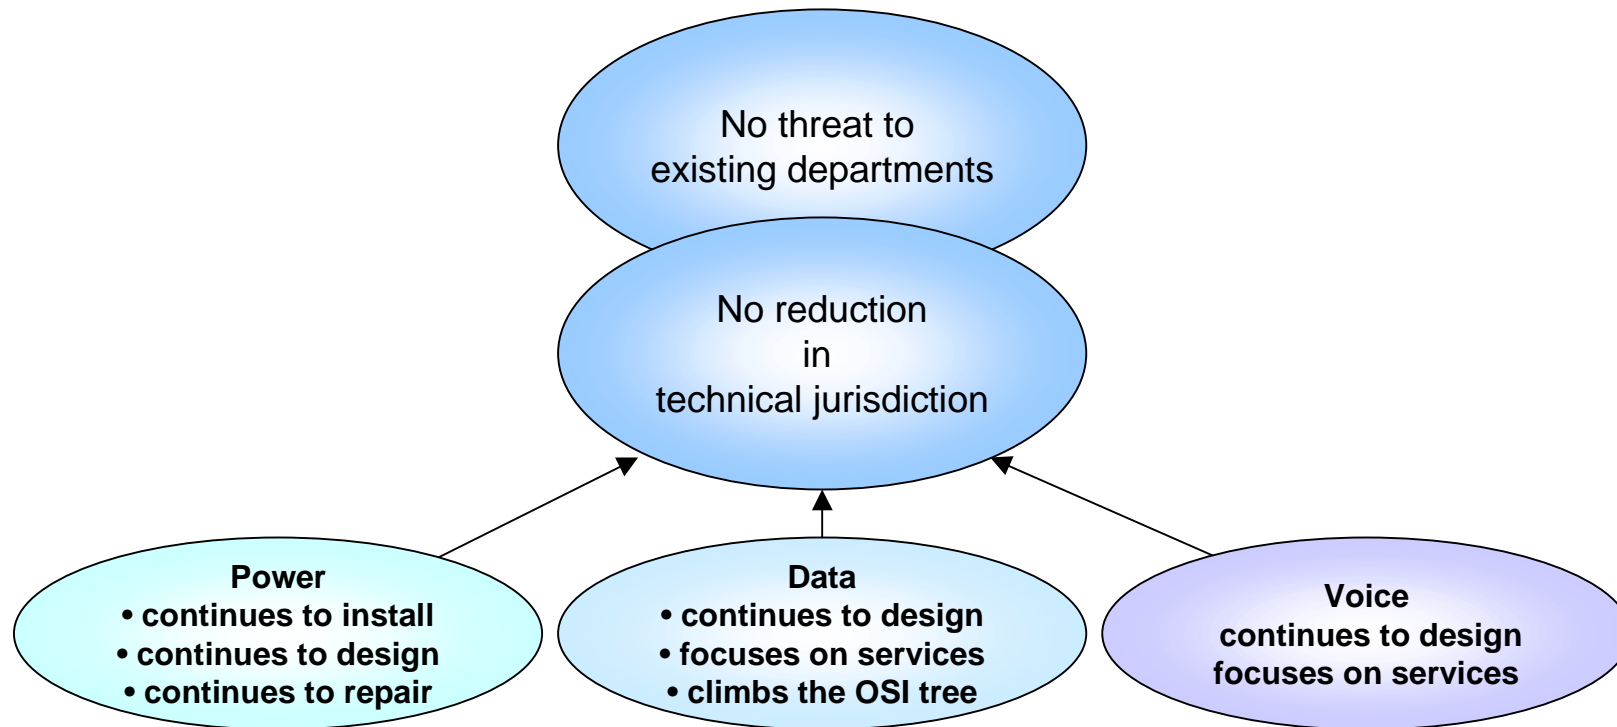 No threat to
existing departments
No reduction
in
technical jurisdiction
Power
• continues to install
• continues to design
• continues to repair
Data
• continues to design
• focuses on services
• climbs the OSI tree
Voice
continues to design
focuses on services